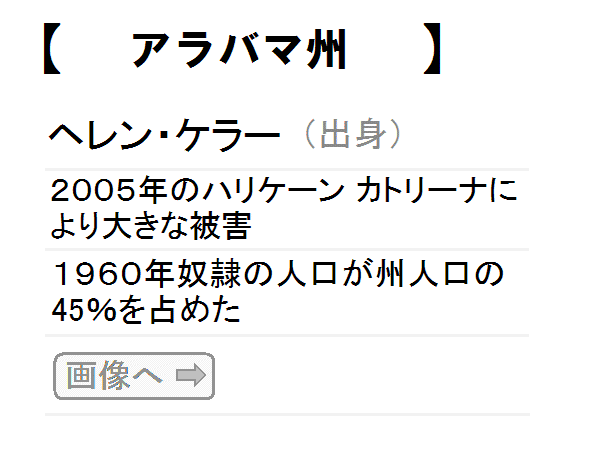 【 アラバマ州 】
ヘレン・ケラー （出身）
２００５年のハリケーン カトリーナに
より大きな被害
１９６０年奴隷の人口が州人口の
45％を占めた
画像へ ⇨